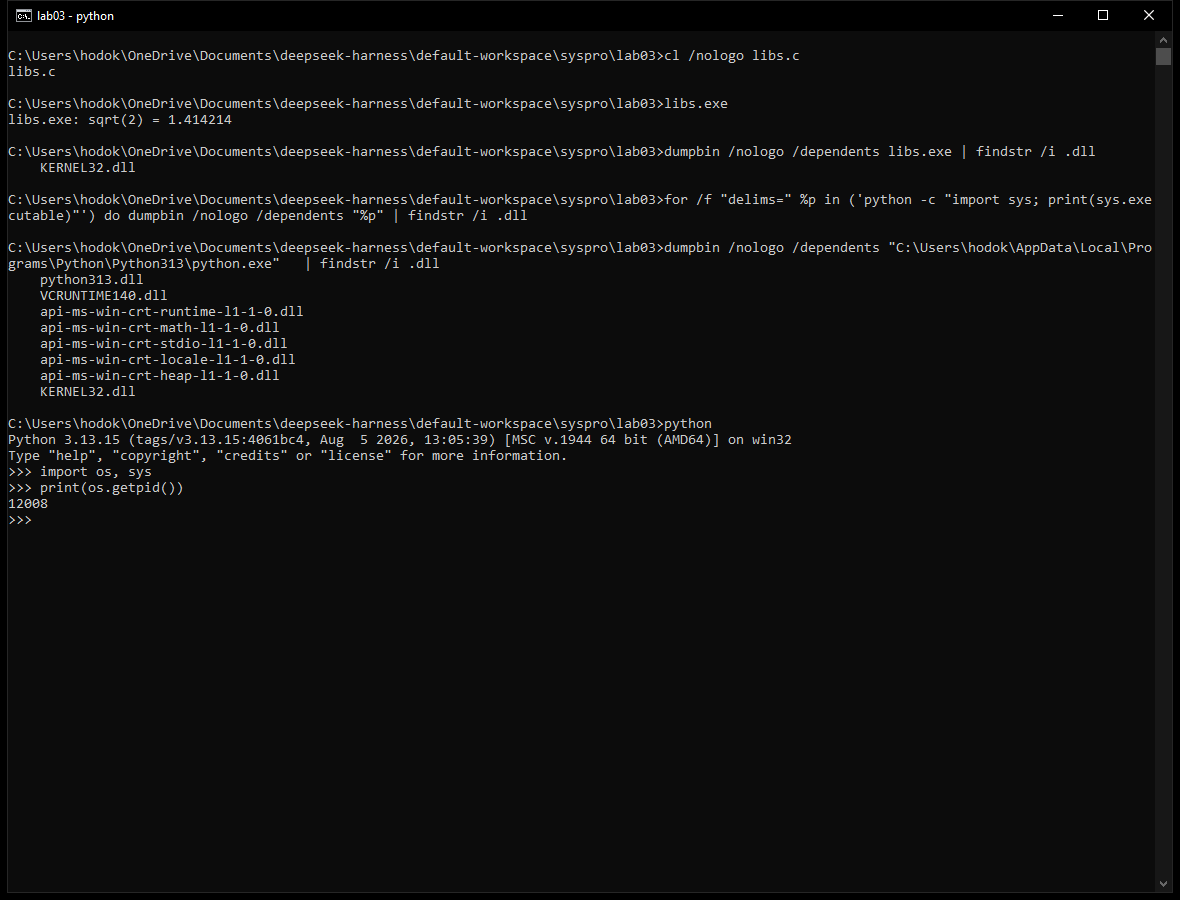 lab03 - python
C:\Users\hodok\OneDrive\Documents\deepseek-harness\default-workspace\syspro\lab03>cl /nologo libs.c
libs.c
C:\Users\hodok\OneDrive\Documents\deepseek-harness\default-workspace\syspro\lab03>libs.exe
libs.exe: sqrt(2) = 1.414214
C:\Users\hodok\OneDrive\Documents\deepseek-harness\default-workspace\syspro\lab03>dumpbin /nologo /dependents libs.exe | findstr /i .dll
    KERNEL32.dll
C:\Users\hodok\OneDrive\Documents\deepseek-harness\default-workspace\syspro\lab03>for /f "delims=" %p in ('python -c "import sys; print(sys.exe
cutable)"') do dumpbin /nologo /dependents "%p" | findstr /i .dll
C:\Users\hodok\OneDrive\Documents\deepseek-harness\default-workspace\syspro\lab03>dumpbin /nologo /dependents "C:\Users\hodok\AppData\Local\Pro
grams\Python\Python313\python.exe"   | findstr /i .dll
    python313.dll
    VCRUNTIME140.dll
    api-ms-win-crt-runtime-l1-1-0.dll
    api-ms-win-crt-math-l1-1-0.dll
    api-ms-win-crt-stdio-l1-1-0.dll
    api-ms-win-crt-locale-l1-1-0.dll
    api-ms-win-crt-heap-l1-1-0.dll
    KERNEL32.dll
C:\Users\hodok\OneDrive\Documents\deepseek-harness\default-workspace\syspro\lab03>python
Python 3.13.15 (tags/v3.13.15:4061bc4, Aug  5 2026, 13:05:39) [MSC v.1944 64 bit (AMD64)] on win32
Type "help", "copyright", "credits" or "license" for more information.
>>> import os, sys
>>> print(os.getpid())
12008
>>>